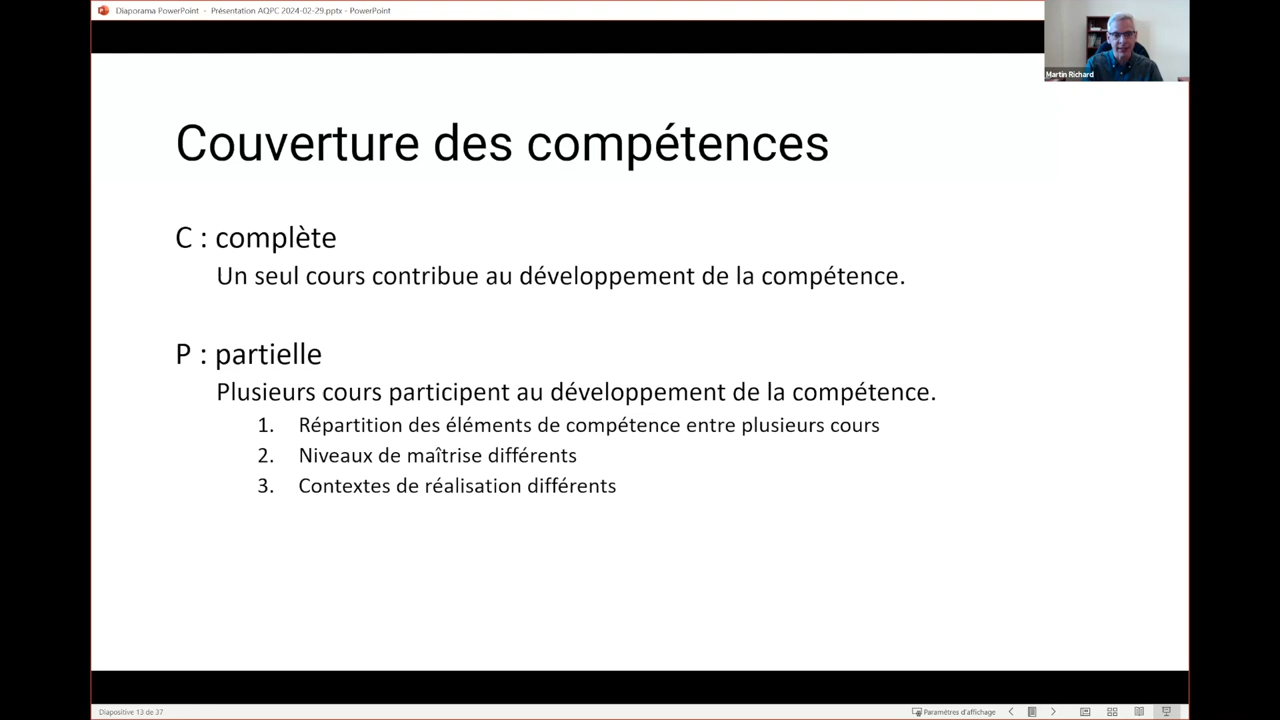 Diaporama PowerPoint - Présentation AQPC 2024-02-29.pptx - PowerPoint
Martin Richard
Couverture des compétences
C : complète
Un seul cours contribue au développement de la compétence.
P : partielle
Plusieurs cours participent au développement de la compétence.
1. Répartition des éléments de compétence entre plusieurs cours
2. Niveaux de maîtrise différents
3. Contextes de réalisation différents
Diapositive 13 de 37
Paramètres d'affichage